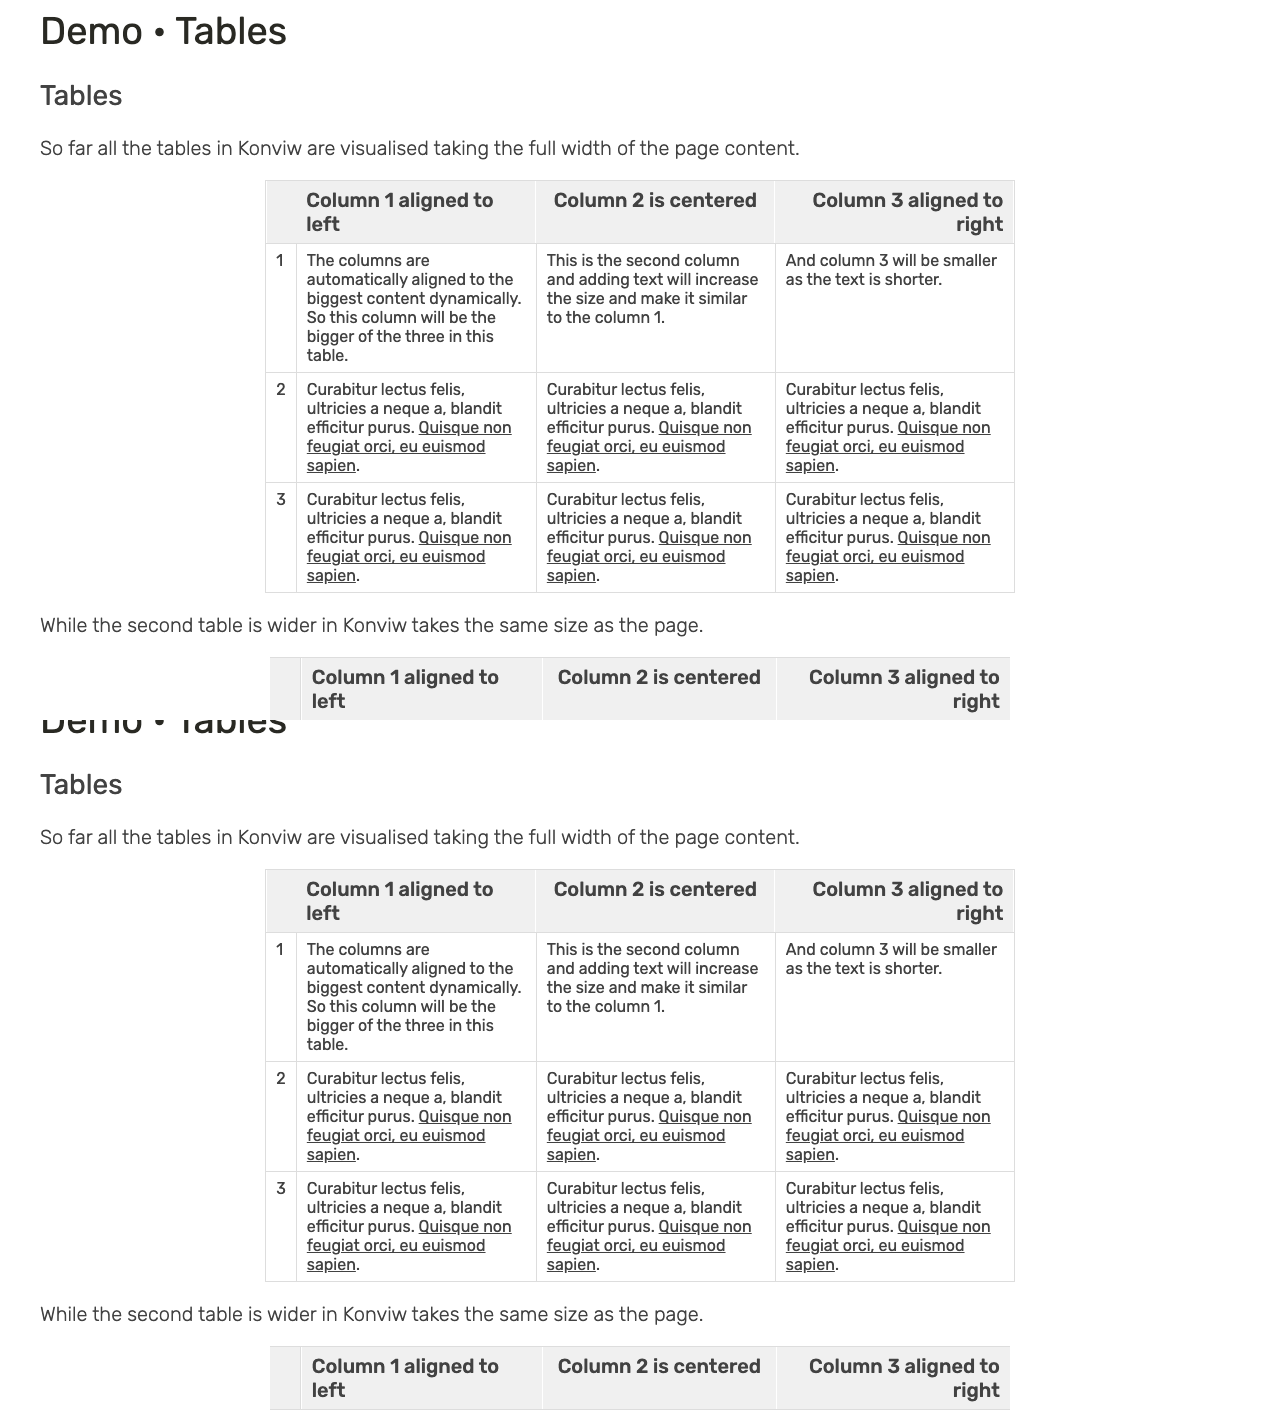 Demo • Tables
Tables
So far all the tables in Konviw are visualised taking the full width of the page content.
Column 1 aligned to left
Column 2 is centered
Column 3 aligned to right
1
The columns are
automatically aligned to the
biggest content dynamically.
So this column will be the
bigger of the three in this
table.
This is the second column
and adding text will increase
the size and make it similar
to the column 1.
And column 3 will be smaller
as the text is shorter.
2
Curabitur lectus felis,
ultricies a neque a, blandit
efficitur purus. Quisque non
feugiat orci, eu euismod
sapien.
Curabitur lectus felis,
ultricies a neque a, blandit
efficitur purus. Quisque non
feugiat orci, eu euismod
sapien.
Curabitur lectus felis,
ultricies a neque a, blandit
efficitur purus. Quisque non
feugiat orci, eu euismod
sapien.
3
Curabitur lectus felis,
ultricies a neque a, blandit
efficitur purus. Quisque non
feugiat orci, eu euismod
sapien.
Curabitur lectus felis,
ultricies a neque a, blandit
efficitur purus. Quisque non
feugiat orci, eu euismod
sapien.
Curabitur lectus felis,
ultricies a neque a, blandit
efficitur purus. Quisque non
feugiat orci, eu euismod
sapien.
While the second table is wider in Konviw takes the same size as the page.
Column 1 aligned to
left
Column 2 is centered
Column 3 aligned to
right
Demo • Tables
Tables
So far all the tables in Konviw are visualised taking the full width of the page content.
Column 1 aligned to
left
Column 2 is centered
Column 3 aligned to
right
1
The columns are
automatically aligned to the
biggest content dynamically.
So this column will be the
bigger of the three in this
table.
This is the second column
and adding text will increase
the size and make it similar
to the column 1.
And column 3 will be smaller
as the text is shorter.
2
Curabitur lectus felis,
ultricies a neque a, blandit
efficitur purus. Quisque non
feugiat orci, eu euismod
sapien.
Curabitur lectus felis,
ultricies a neque a, blandit
efficitur purus. Quisque non
feugiat orci, eu euismod
sapien.
Curabitur lectus felis,
ultricies a neque a, blandit
efficitur purus. Quisque non
feugiat orci, eu euismod
sapien.
3
Curabitur lectus felis,
ultricies a neque a, blandit
efficitur purus. Quisque non
feugiat orci, eu euismod
sapien.
Curabitur lectus felis,
ultricies a neque a, blandit
efficitur purus. Quisque non
feugiat orci, eu euismod
sapien.
Curabitur lectus felis,
ultricies a neque a, blandit
efficitur purus. Quisque non
feugiat orci, eu euismod
sapien.
While the second table is wider in Konviw takes the same size as the page.
Column 1 aligned to
left
Column 2 is centered
Column 3 aligned to
right